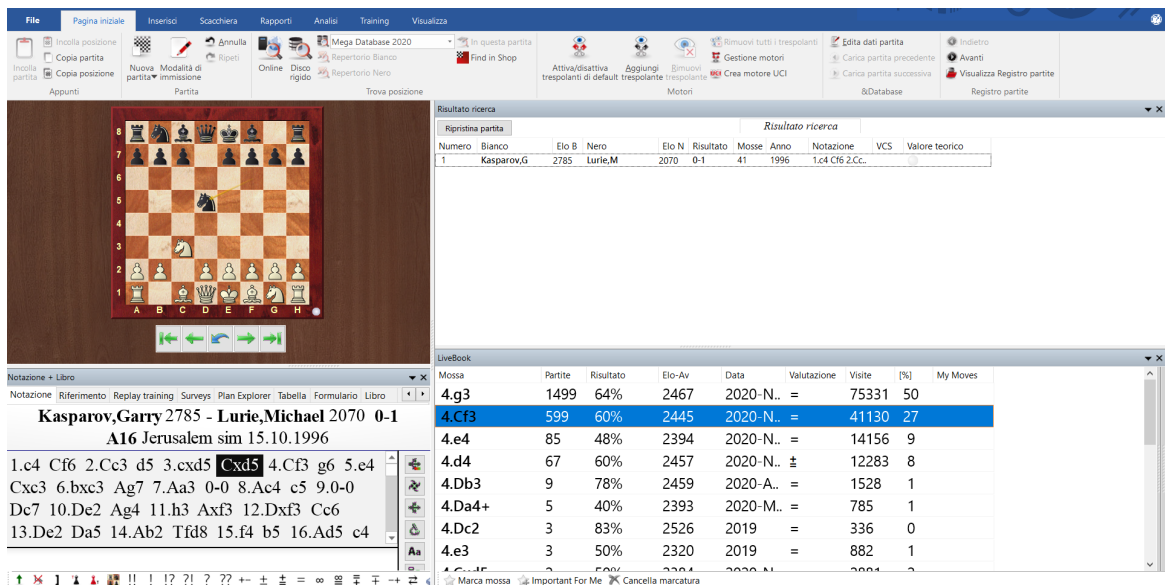 File Pagina iniziale Inserisci Scacchiera Rapporti Analisi Training Visualizza
Incolla partita
Incolla posizione
Copia partita
Copia posizione
Appunti
Nuova partita
Modalità di immissione
Annulla
Ripeti
Partita
Online
Disco rigido
Mega Database 2020
Repertorio Bianco
Repertorio Nero
In questa partita
Find in Shop
Trova posizione
Attiva/disattiva trespolanti di default
Aggiungi trespolante
Rimuovi trespolante
Rimuovi tutti i trespolanti
Gestione motori
Crea motore UCI
Motori
Edita dati partita
Carica partita precedente
Carica partita successiva
&Database
Indietro
Avanti
Visualizza Registro partite
Registro partite
8
7
6
5
4
3
2
1
A B C D E F G H
Risultato ricerca
Ripristina partita
Risultato ricerca
Numero Bianco Elo B Nero Elo N Risultato Mosse Anno Notazione VCS Valore teorico
1 Kasparov,G 2785 Lurie,M 2070 0-1 41 1996 1.c4 Cf6 2.Cc..
Notazione + Libro
Notazione Riferimento Replay training Surveys Plan Explorer Tabella Formulario Libro
Kasparov,Garry 2785 - Lurie,Michael 2070 0-1
A16 Jerusalem sim 15.10.1996
1.c4 Cf6 2.Cc3 d5 3.cxd5 Cxd5 4.Cf3 g6 5.e4
Cxc3 6.bxc3 Ag7 7.Aa3 0-0 8.Ac4 c5 9.0-0
Dc7 10.De2 Ag4 11.h3 Axf3 12.Dxf3 Cc6
13.De2 Da5 14.Ab2 Tfd8 15.f4 b5 16.Ad5 c4
Aa
!! ! !? ?! ? ?? +- ± ⩲ = ∞ ⩱ ∓ -+ ⇄
LiveBook
Mossa Partite Risultato Elo-Av Data Valutazione Visite [%] My Moves
4.g3 1499 64% 2467 2020-N.. = 75331 50
4.Cf3 599 60% 2445 2020-N.. = 41130 27
4.e4 85 48% 2394 2020-N.. = 14156 9
4.d4 67 60% 2457 2020-N.. ± 12283 8
4.Db3 9 78% 2459 2020-A.. = 1528 1
4.Da4+ 5 40% 2393 2020-M.. = 785 1
4.Dc2 3 83% 2526 2019 = 336 0
4.e3 3 50% 2320 2019 = 882 1
Marca mossa Important For Me Cancella marcatura